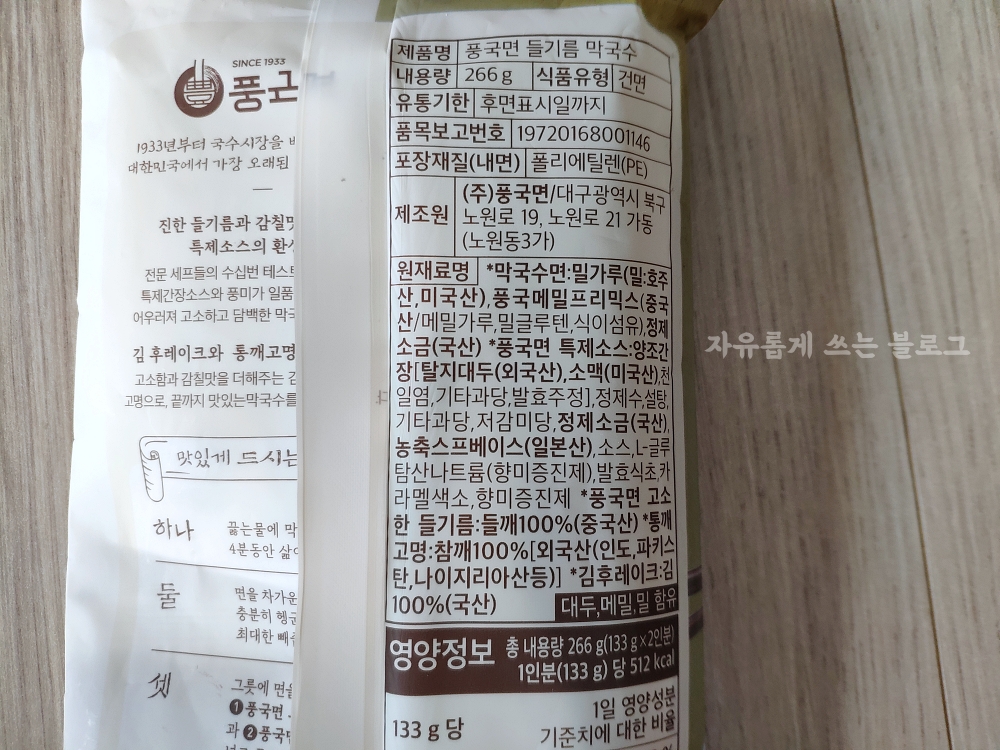 SINCE 1933
풍국
1933년부터 국수시장을
대한민국에서 가장 오래된
진한 들기름과 감칠맛
특제소스의 환상
전문 셰프들의 수십번 테스트
특제간장소스와 풍미가 일품
어우러져 고소하고 담백한 막국
김후레이크와 통깨고명
고소함과 감칠맛을 더해주는 김
고명으로, 끝까지 맛있는막국수를
맛있게 드시는
하나
끓는물에 막
4분동안 삶
둘
면을 차가운
충분히 헹군
최대한 빼
셋
그릇에 면을
❶풍국면
과 ❷풍국면
제품명 풍국면 들기름 막국수
내용량 266 g 식품유형 건면
유통기한 후면표시일까지
품목보고번호 19720168001146
포장재질(내면) 폴리에틸렌(PE)
제조원 (주)풍국면/대구광역시 북구
노원로 19, 노원로 21 가동
(노원동3가)
원재료명 *막국수면:밀가루(밀:호주
산,미국산),풍국메밀프리믹스(중국
산/메밀가루,밀글루텐,식이섬유),정제
소금(국산) *풍국면 특제소스:양조간
장[탈지대두(외국산),소맥(미국산),천
일염,기타과당,발효주정],정제수,설탕,
기타과당,저감미당,정제소금(국산),
농축스프베이스(일본산),소스,L-글루
탐산나트륨(향미증진제),발효식초,카
라멜색소,향미증진제 *풍국면 고소
한 들기름:들깨100%(중국산) *통깨
고명:참깨100%[외국산(인도,파키스
탄,나이지리아산등)] *김후레이크:김
100%(국산)
대두,메밀,밀 함유
영양정보 총 내용량 266 g(133 g×2인분)
1인분(133 g) 당 512 kcal
133 g 당 1일 영양성분
기준치에 대한 비율
자유롭게 쓰는 블로그